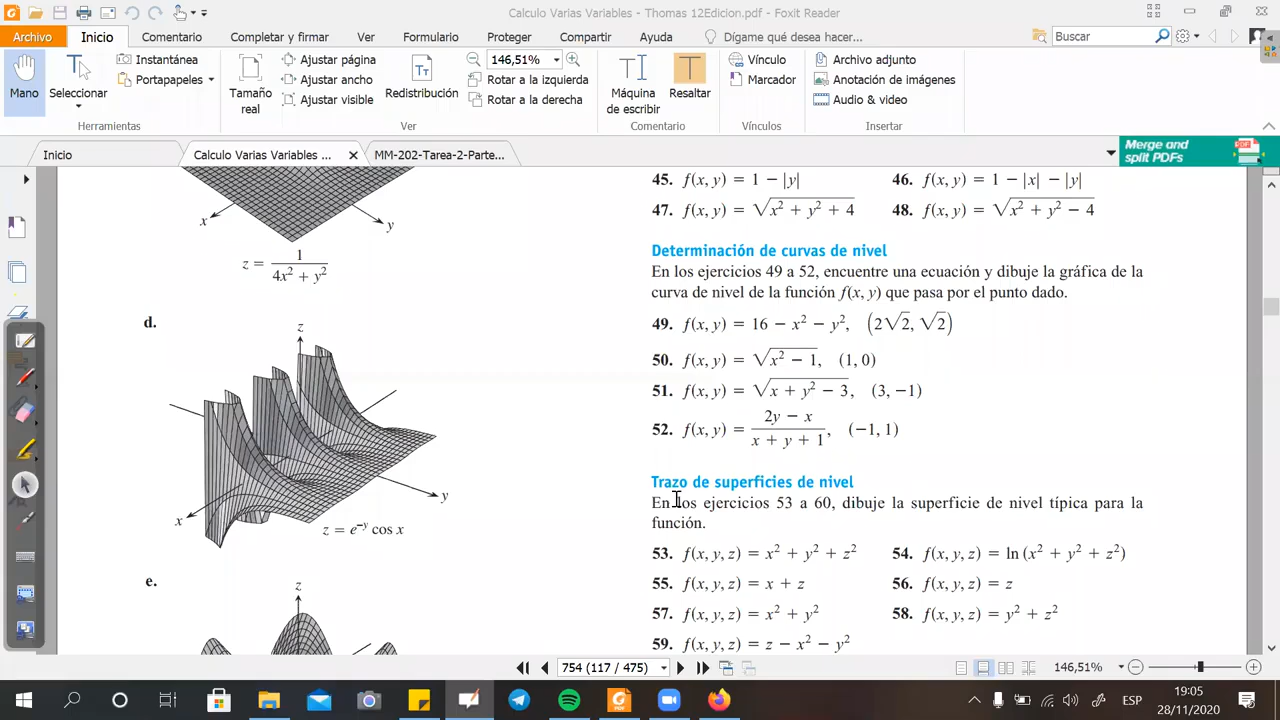 Calculo Varias Variables - Thomas 12Edicion.pdf - Foxit Reader
Archivo Inicio Comentario Completar y firmar Ver Formulario Proteger Compartir Ayuda Dígame qué desea hacer... Buscar
Mano
Seleccionar
Instantánea
Portapapeles
Herramientas
Tamaño real
Ajustar página
Ajustar ancho
Ajustar visible
Redistribución
146,51%
Rotar a la izquierda
Rotar a la derecha
Ver
Máquina de escribir
Resaltar
Comentario
Vínculo
Marcador
Vínculos
Archivo adjunto
Anotación de imágenes
Audio & video
Insertar
Inicio Calculo Varias Variables ... MM-202-Tarea-2-Parte...
Merge and
split PDFs
PDF
x
y
z = 1 / (4x² + y²)
d.
z
x
y
z = e⁻ʸ cos x
e.
z
45. f(x, y) = 1 − |y| 46. f(x, y) = 1 − |x| − |y|
47. f(x, y) = √(x² + y² + 4) 48. f(x, y) = √(x² + y² − 4)
Determinación de curvas de nivel
En los ejercicios 49 a 52, encuentre una ecuación y dibuje la gráfica de la
curva de nivel de la función f(x, y) que pasa por el punto dado.
49. f(x, y) = 16 − x² − y², (2√2, √2)
50. f(x, y) = √(x² − 1), (1, 0)
51. f(x, y) = √(x + y² − 3), (3, −1)
52. f(x, y) = (2y − x) / (x + y + 1), (−1, 1)
Trazo de superficies de nivel
En los ejercicios 53 a 60, dibuje la superficie de nivel típica para la
función.
53. f(x, y, z) = x² + y² + z² 54. f(x, y, z) = ln (x² + y² + z²)
55. f(x, y, z) = x + z 56. f(x, y, z) = z
57. f(x, y, z) = x² + y² 58. f(x, y, z) = y² + z²
59. f(x, y, z) = z − x² − y²
754 (117 / 475) 146,51%
ESP
19:05
28/11/2020